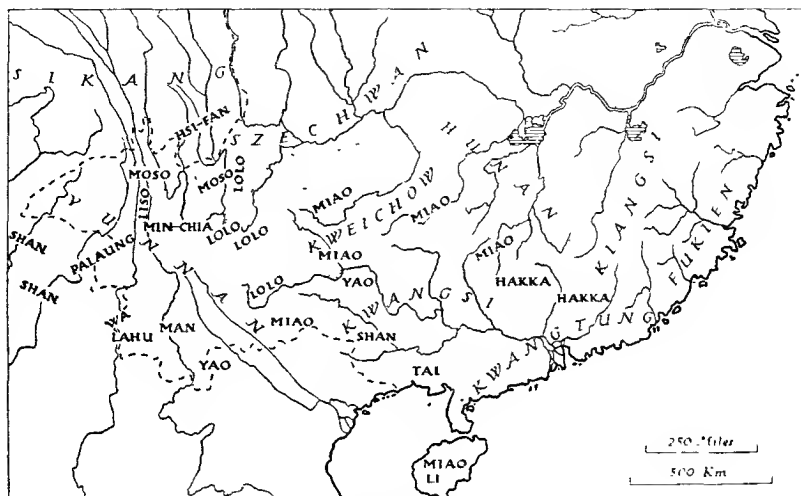 SIKANG
SZECHWAN
HSI-FAN
MOSO
MOSO
LOLO
LISO
HUNAN
YUNNAN
MIN-CHIA
LOLO
LOLO
MIAO
KWEICHOW
MIAO
KIANGSI
FUKIEN
SHAN
PALAUNG
SHAN
MIAO
MIAO
YAO
HAKKA
HAKKA
LOLO
KWANGSI
WA
LAHU
MAN
MIAO
SHAN
KWANGTUNG
YAO
TAI
MIAO
LI
250 Miles
500 Km